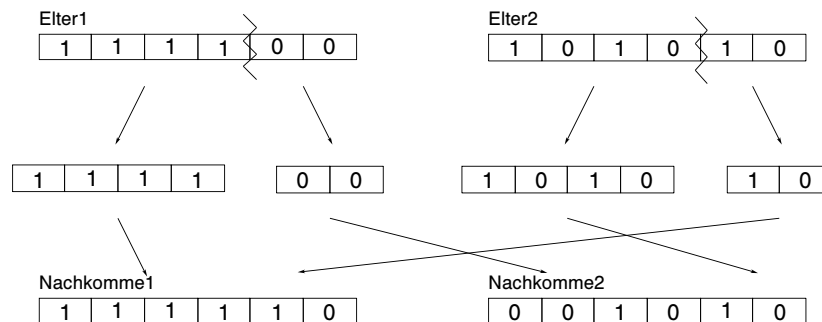 Elter1 Elter2
1 1 1 1 0 0 1 0 1 0 1 0
1 1 1 1 0 0 1 0 1 0 1 0
Nachkomme1 Nachkomme2
1 1 1 1 1 0 0 0 1 0 1 0